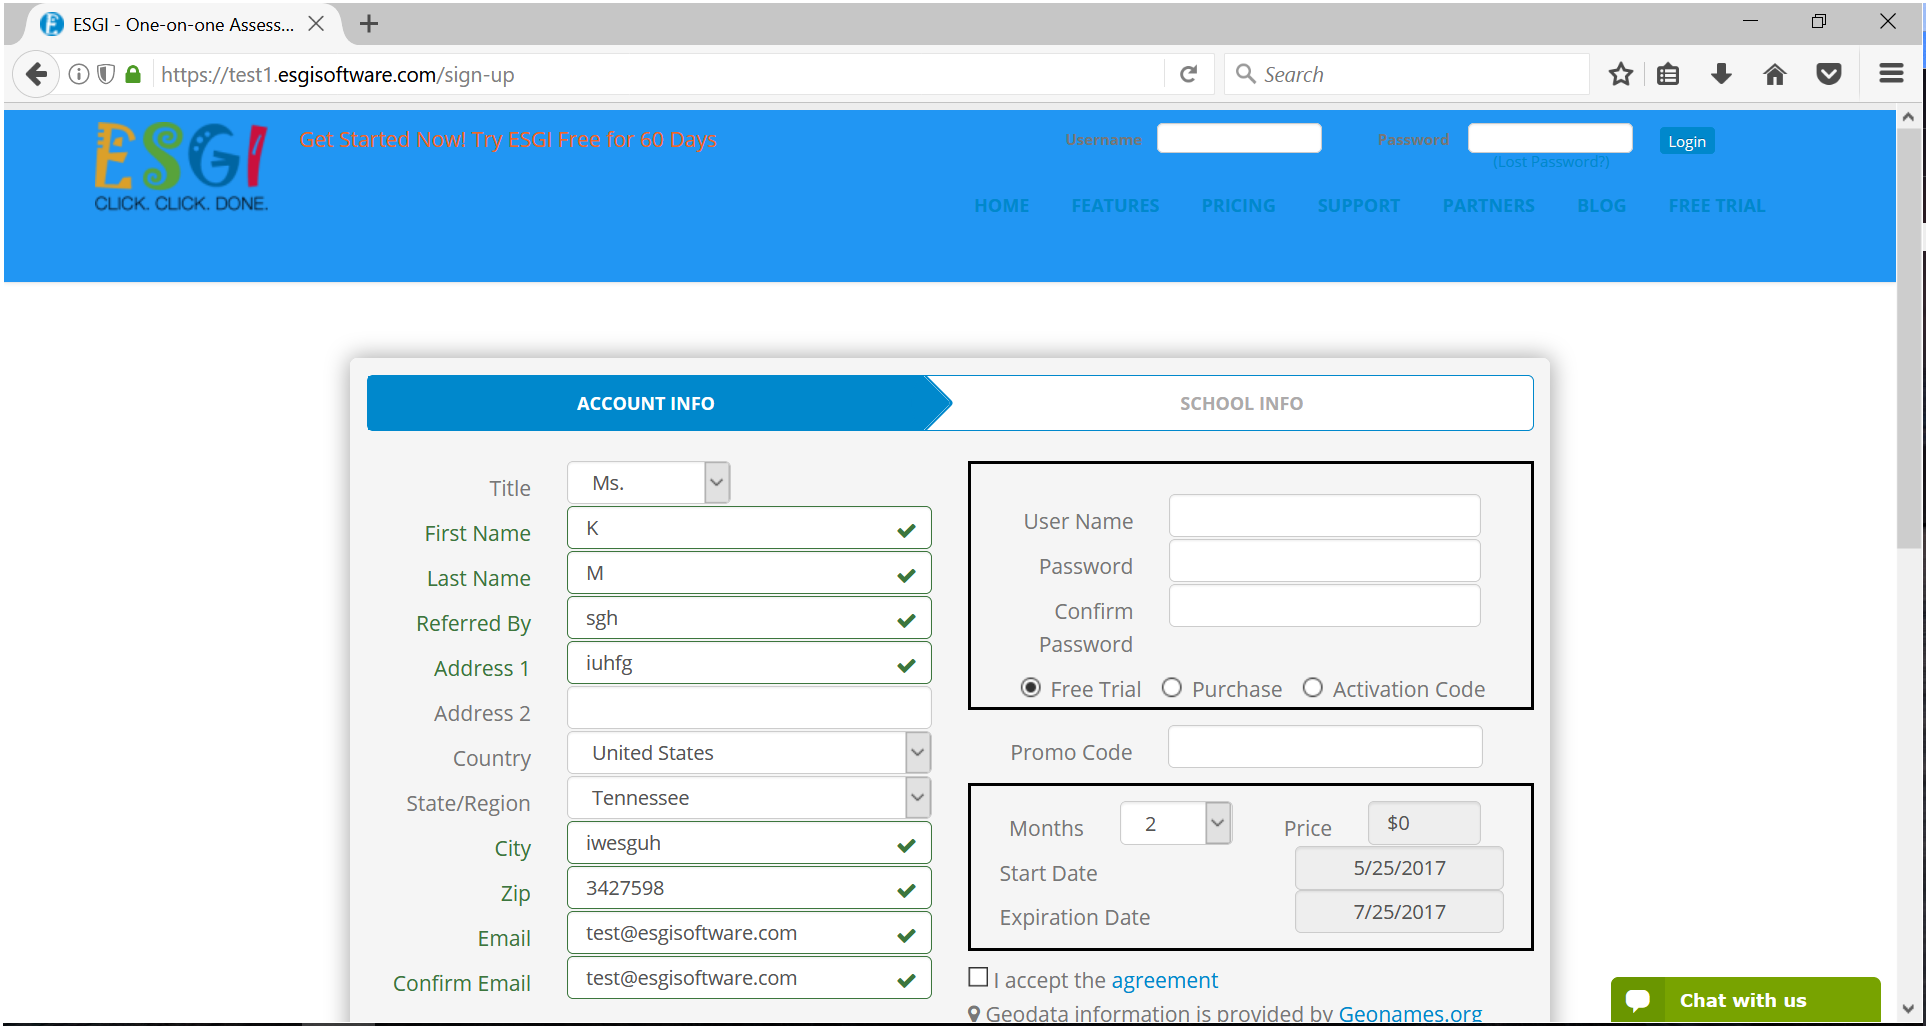 ESGI - One-on-one Assess...
https://test1.esgisoftware.com/sign-up
Search
ESGI
CLICK. CLICK. DONE.
Get Started Now! Try ESGI Free for 60 Days
Username
Password
Login
(Lost Password?)
HOME FEATURES PRICING SUPPORT PARTNERS BLOG FREE TRIAL
ACCOUNT INFO
SCHOOL INFO
Title Ms.
First Name K
Last Name M
Referred By sgh
Address 1 iuhfg
Address 2
Country United States
State/Region Tennessee
City iwesguh
Zip 3427598
Email test@esgisoftware.com
Confirm Email test@esgisoftware.com
User Name
Password
Confirm
Password
Free Trial Purchase Activation Code
Promo Code
Months 2 Price $0
Start Date 5/25/2017
Expiration Date 7/25/2017
I accept the agreement
Geodata information is provided by Geonames.org
Chat with us